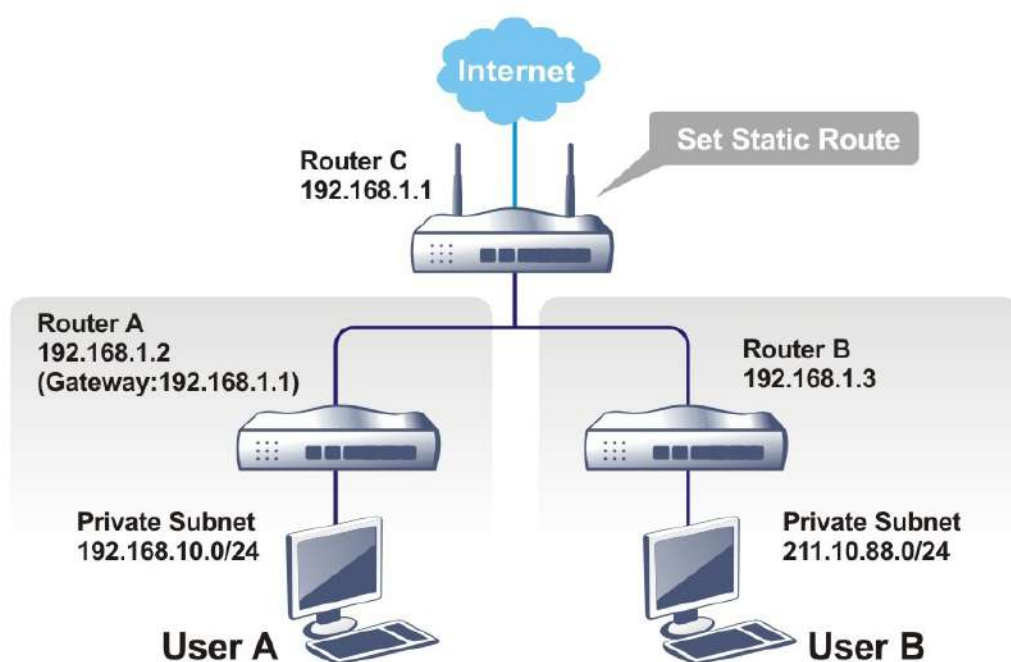 Internet
Set Static Route
Router C
192.168.1.1
Router A
192.168.1.2
(Gateway:192.168.1.1)
Router B
192.168.1.3
Private Subnet
192.168.10.0/24
Private Subnet
211.10.88.0/24
User A
User B